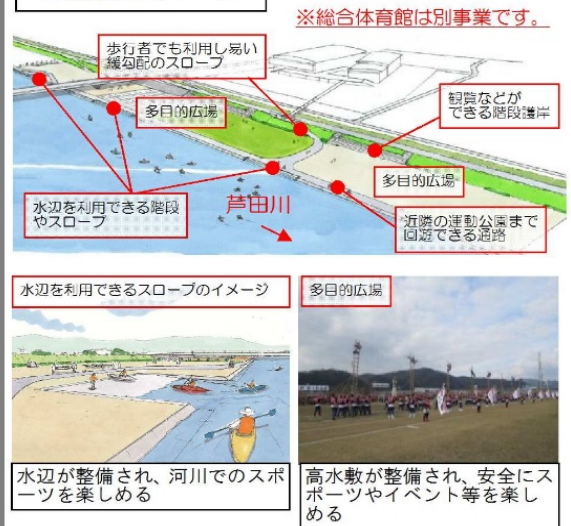 ※総合体育館は別事業です。
歩行者でも利用し易い
緩勾配のスロープ
多目的広場
観覧などが
できる階段護岸
多目的広場
水辺を利用できる階段
やスロープ
芦田川
近隣の運動公園まで
回遊できる通路
水辺を利用できるスロープのイメージ
多目的広場
水辺が整備され、河川でのスポ
ーツを楽しめる
高水敷が整備され、安全にス
ポーツやイベント等を楽し
める